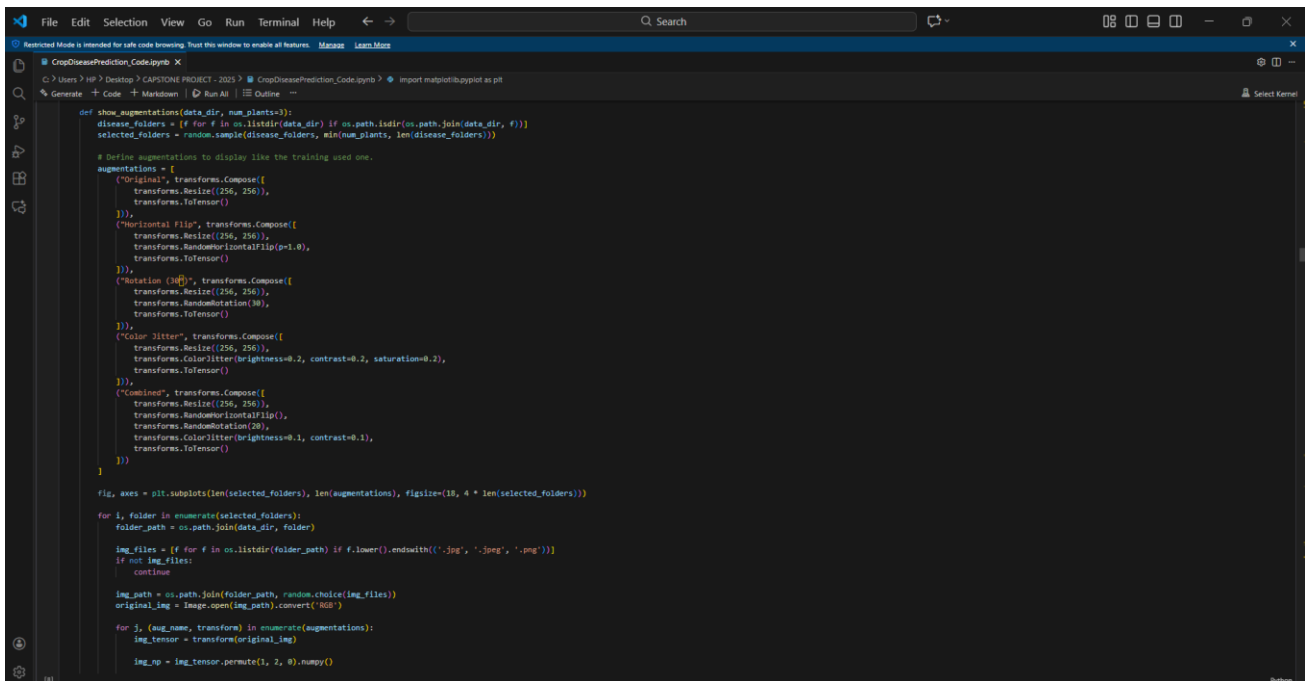 File Edit Selection View Go Run Terminal Help
Search
Restricted Mode is intended for safe code browsing. Trust this window to enable all features. Manage Learn More
CropDiseasePrediction_Code.ipynb
C: > Users > HP > Desktop > CAPSTONE PROJECT - 2025 > CropDiseasePrediction_Code.ipynb > import matplotlib.pyplot as plt
Generate + Code + Markdown | Run All | Outline ...
Select Kernel
def show_augmentations(data_dir, num_plants=3):
disease_folders = [f for f in os.listdir(data_dir) if os.path.isdir(os.path.join(data_dir, f))]
selected_folders = random.sample(disease_folders, min(num_plants, len(disease_folders)))
# Define augmentations to display like the training used one.
augmentations = [
("Original", transforms.Compose([
transforms.Resize((256, 256)),
transforms.ToTensor()
])),
("Horizontal Flip", transforms.Compose([
transforms.Resize((256, 256)),
transforms.RandomHorizontalFlip(p=1.0),
transforms.ToTensor()
])),
("Rotation (30°)", transforms.Compose([
transforms.Resize((256, 256)),
transforms.RandomRotation(30),
transforms.ToTensor()
])),
("Color Jitter", transforms.Compose([
transforms.Resize((256, 256)),
transforms.ColorJitter(brightness=0.2, contrast=0.2, saturation=0.2),
transforms.ToTensor()
])),
("Combined", transforms.Compose([
transforms.Resize((256, 256)),
transforms.RandomHorizontalFlip(),
transforms.RandomRotation(20),
transforms.ColorJitter(brightness=0.1, contrast=0.1),
transforms.ToTensor()
]))
]
fig, axes = plt.subplots(len(selected_folders), len(augmentations), figsize=(18, 4 * len(selected_folders)))
for i, folder in enumerate(selected_folders):
folder_path = os.path.join(data_dir, folder)
img_files = [f for f in os.listdir(folder_path) if f.lower().endswith(('.jpg', '.jpeg', '.png'))]
if not img_files:
continue
img_path = os.path.join(folder_path, random.choice(img_files))
original_img = Image.open(img_path).convert('RGB')
for j, (aug_name, transform) in enumerate(augmentations):
img_tensor = transform(original_img)
img_np = img_tensor.permute(1, 2, 0).numpy()
Python